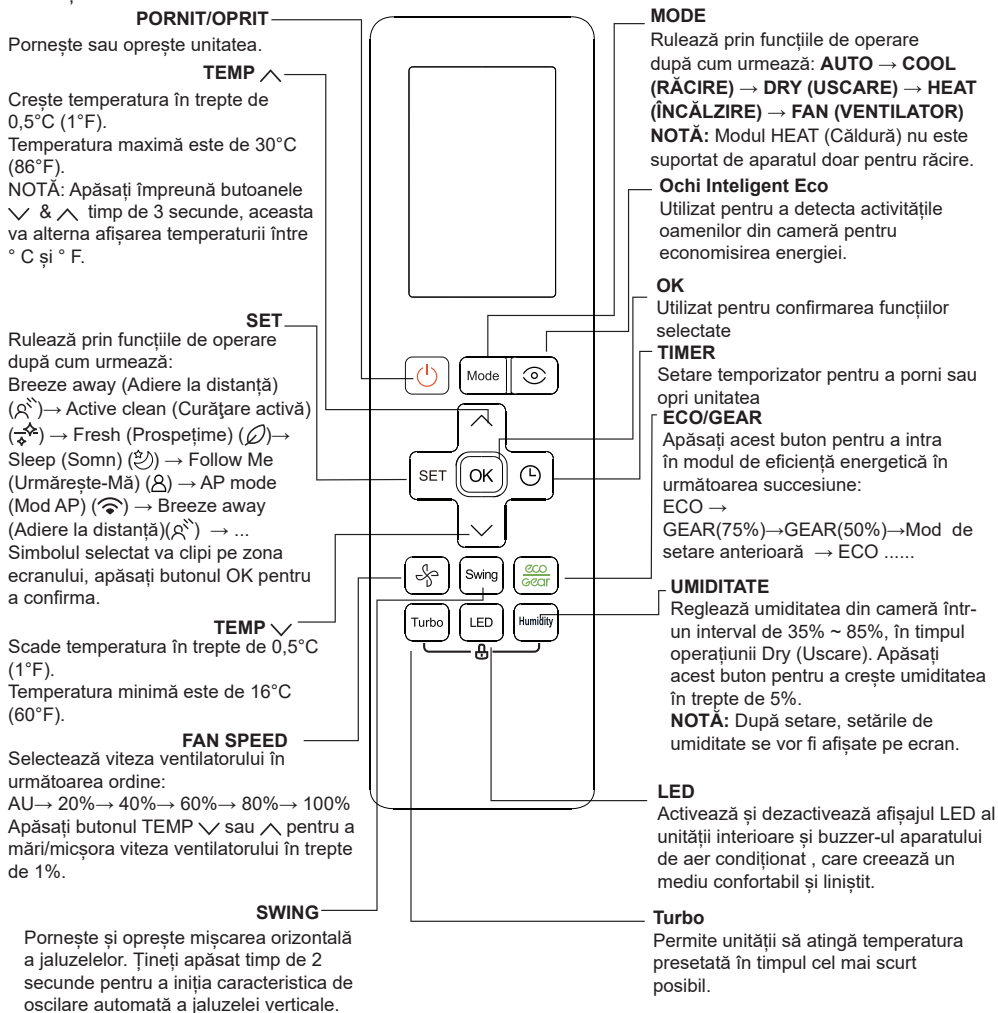 PORNIT/OPRIT
Pornește sau oprește unitatea.
TEMP
Crește temperatura în trepte de
0,5°C (1°F).
Temperatura maximă este de 30°C
(86°F).
NOTĂ: Apăsați împreună butoanele
& timp de 3 secunde, aceasta
va alterna afișarea temperaturii între
° C și ° F.
SET
Rulează prin funcțiile de operare
după cum urmează:
Breeze away (Adiere la distanță)
( )→ Active clean (Curăţare activă)
( ) → Fresh (Prospețime) ( )→
Sleep (Somn) ( ) → Follow Me
(Urmărește-Mă) ( ) → AP mode
(Mod AP) ( ) → Breeze away
(Adiere la distanță)( ) → ...
Simbolul selectat va clipi pe zona
ecranului, apăsați butonul OK pentru
a confirma.
TEMP
Scade temperatura în trepte de 0,5°C
(1°F).
Temperatura minimă este de 16°C
(60°F).
FAN SPEED
Selectează viteza ventilatorului în
următoarea ordine:
AU→ 20%→ 40%→ 60%→ 80%→ 100%
Apăsați butonul TEMP sau pentru a
mări/micșora viteza ventilatorului în trepte
de 1%.
SWING
Pornește și oprește mișcarea orizontală
a jaluzelelor. Țineți apăsat timp de 2
secunde pentru a iniția caracteristica de
oscilare automată a jaluzelei verticale.
Mode
SET
OK
Swing
eco
Gear
Turbo
LED
Humidity
MODE
Rulează prin funcțiile de operare
după cum urmează: AUTO → COOL
(RĂCIRE) → DRY (USCARE) → HEAT
(ÎNCĂLZIRE) → FAN (VENTILATOR)
NOTĂ: Modul HEAT (Căldură) nu este
suportat de aparatul doar pentru răcire.
Ochi Inteligent Eco
Utilizat pentru a detecta activitățile
oamenilor din cameră pentru
economisirea energiei.
OK
Utilizat pentru confirmarea funcțiilor
selectate
TIMER
Setare temporizator pentru a porni sau
opri unitatea
ECO/GEAR
Apăsați acest buton pentru a intra
în modul de eficiență energetică în
următoarea succesiune:
ECO →
GEAR(75%)→GEAR(50%)→Mod de
setare anterioară → ECO ......
UMIDITATE
Reglează umiditatea din cameră într-
un interval de 35% ~ 85%, în timpul
operațiunii Dry (Uscare). Apăsați
acest buton pentru a crește umiditatea
în trepte de 5%.
NOTĂ: După setare, setările de
umiditate se vor fi afișate pe ecran.
LED
Activează și dezactivează afișajul LED al
unității interioare și buzzer-ul aparatului
de aer condiționat , care creează un
mediu confortabil și liniștit.
Turbo
Permite unității să atingă temperatura
presetată în timpul cel mai scurt
posibil.